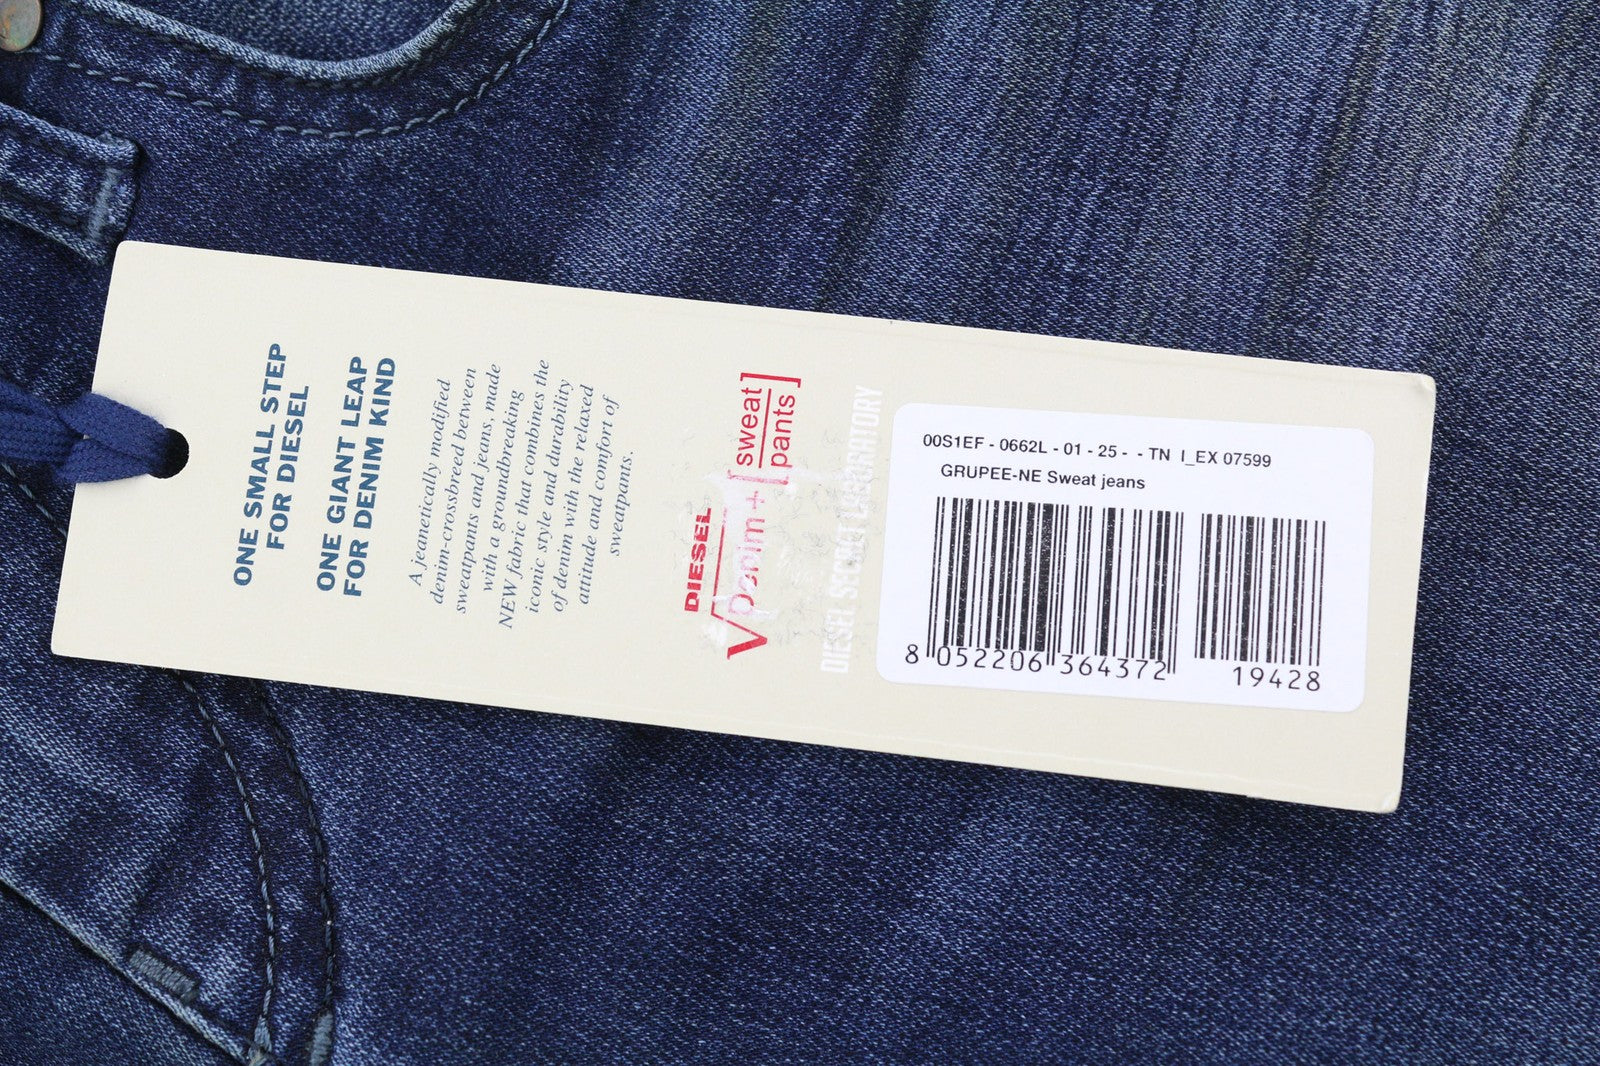 ONE SMALL STEP
FOR DIESEL
ONE GIANT LEAP
FOR DENIM KIND
A jeanetically modified
denim-crossbreed between
sweatpants and jeans, made
with a groundbreaking
NEW fabric that combines the
iconic style and durability
of denim with the relaxed
attitude and comfort of
sweatpants.
DIESEL
√Denim+[sweat
pants]
DIESEL SECRET LABORATORY
00S1EF - 0662L - 01 - 25 - - TN I_EX 07599
GRUPEE-NE Sweat jeans
8 052206 364372
19428